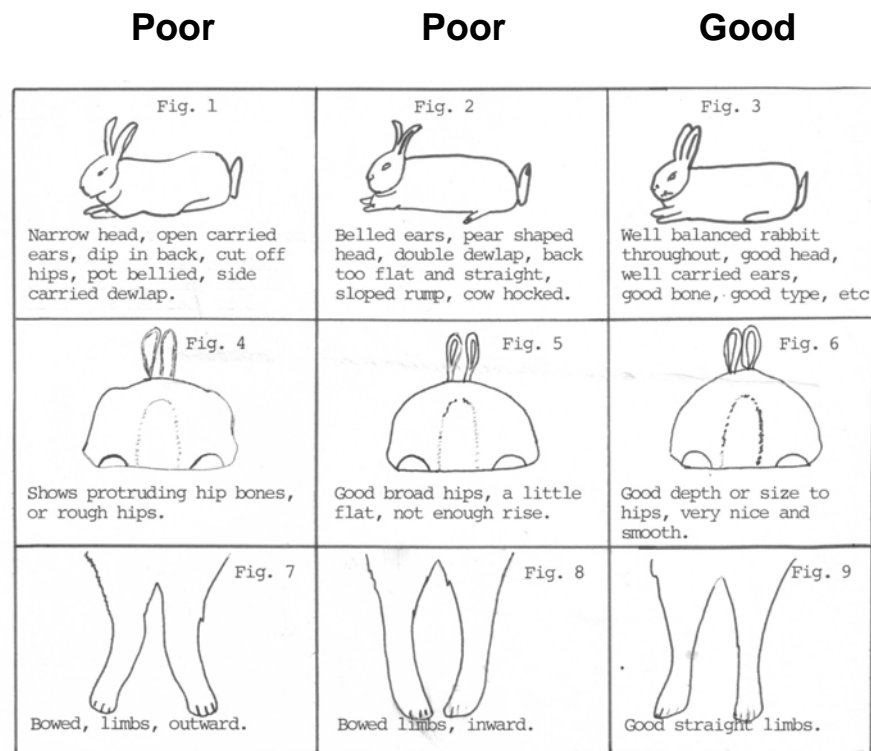 Poor Poor Good
Fig. 1
Narrow head, open carried
ears, dip in back, cut off
hips, pot bellied, side
carried dewlap.
Fig. 2
Belled ears, pear shaped
head, double dewlap, back
too flat and straight,
sloped rump, cow hocked.
Fig. 3
Well balanced rabbit
throughout, good head,
well carried ears,
good bone, good type, etc
Fig. 4
Shows protruding hip bones,
or rough hips.
Fig. 5
Good broad hips, a little
flat, not enough rise.
Fig. 6
Good depth or size to
hips, very nice and
smooth.
Fig. 7
Bowed, limbs, outward.
Fig. 8
Bowed limbs, inward.
Fig. 9
Good straight limbs.